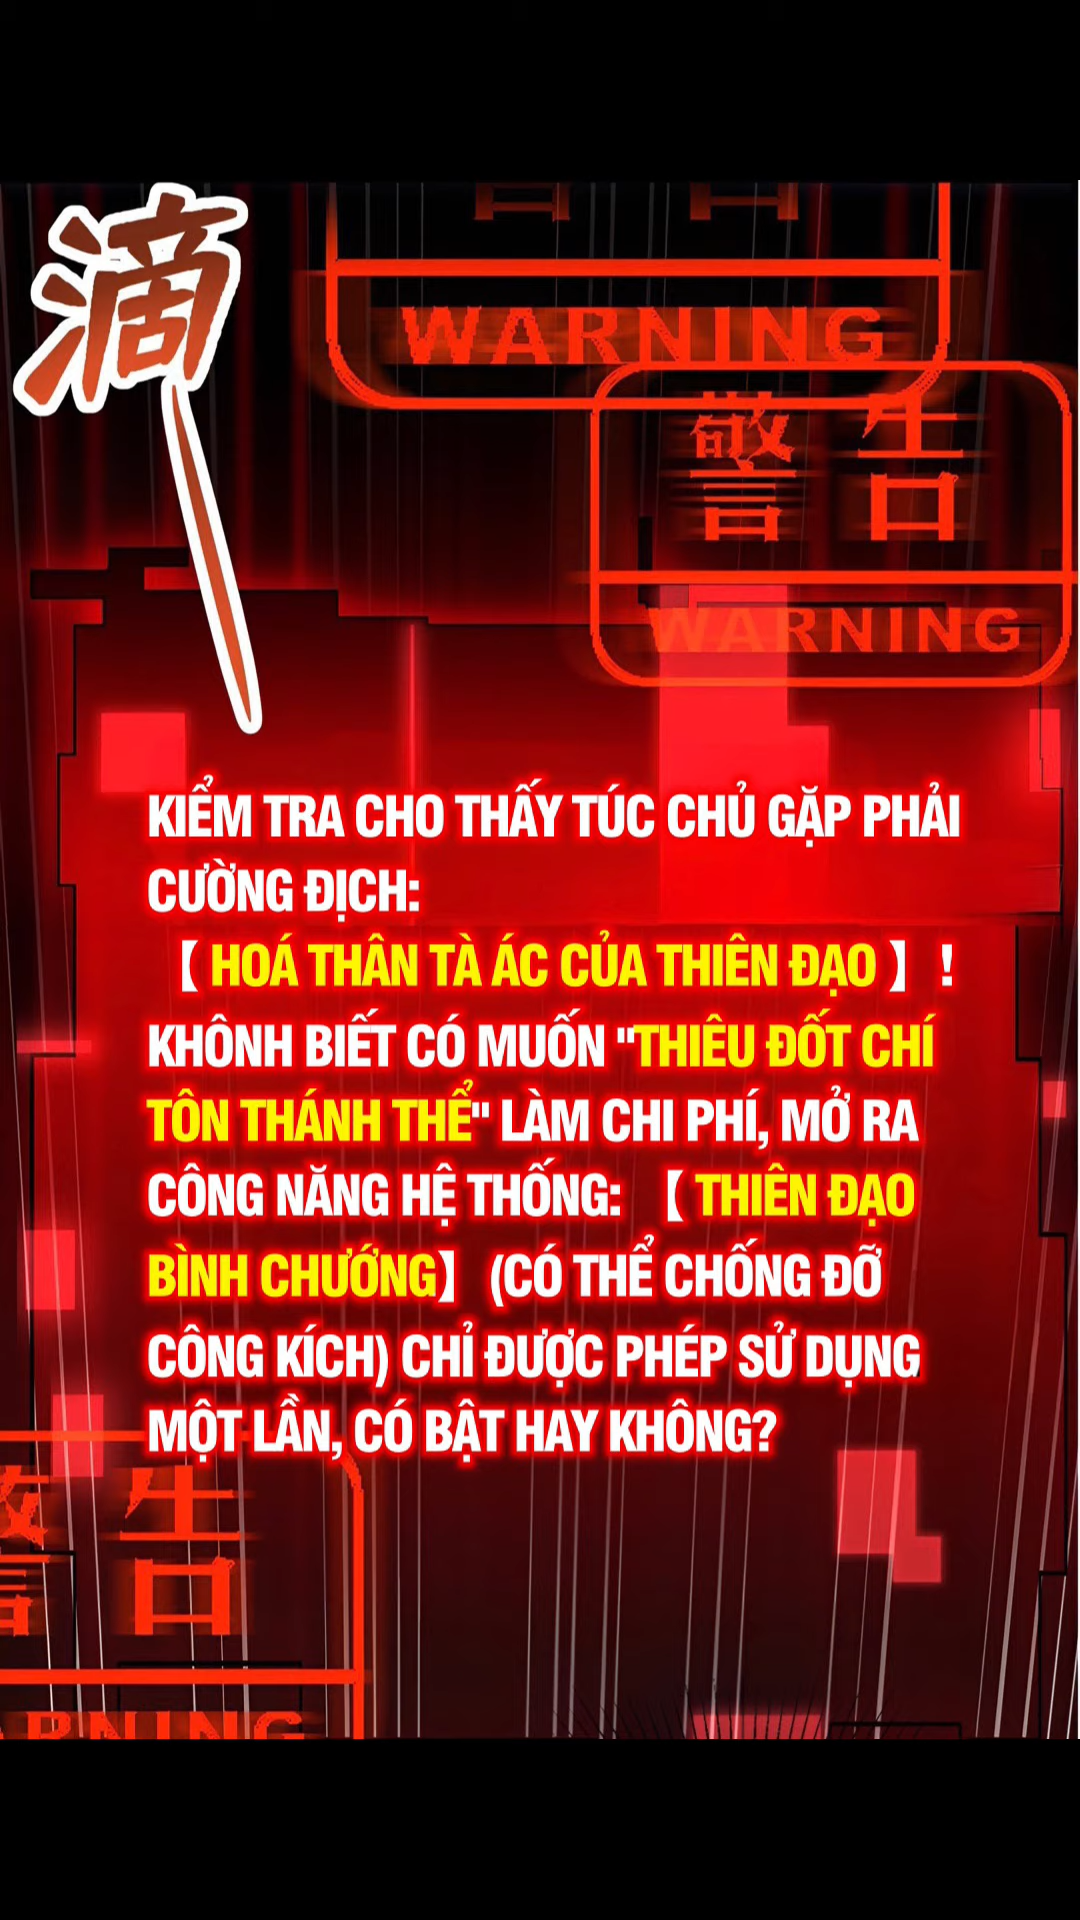 滴
WARNING
警告
WARNING
KIỂM TRA CHO THẤY TÚC CHỦ GẶP PHẢI
CƯỜNG ĐỊCH:
【 HOÁ THÂN TÀ ÁC CỦA THIÊN ĐẠO 】 !
KHÔNH BIẾT CÓ MUỐN "THIÊU ĐỐT CHÍ
TÔN THÁNH THỂ" LÀM CHI PHÍ, MỞ RA
CÔNG NĂNG HỆ THỐNG: 【 THIÊN ĐẠO
BÌNH CHƯỚNG】 (CÓ THỂ CHỐNG ĐỠ
CÔNG KÍCH) CHỈ ĐƯỢC PHÉP SỬ DỤNG
MỘT LẦN, CÓ BẬT HAY KHÔNG?
警告